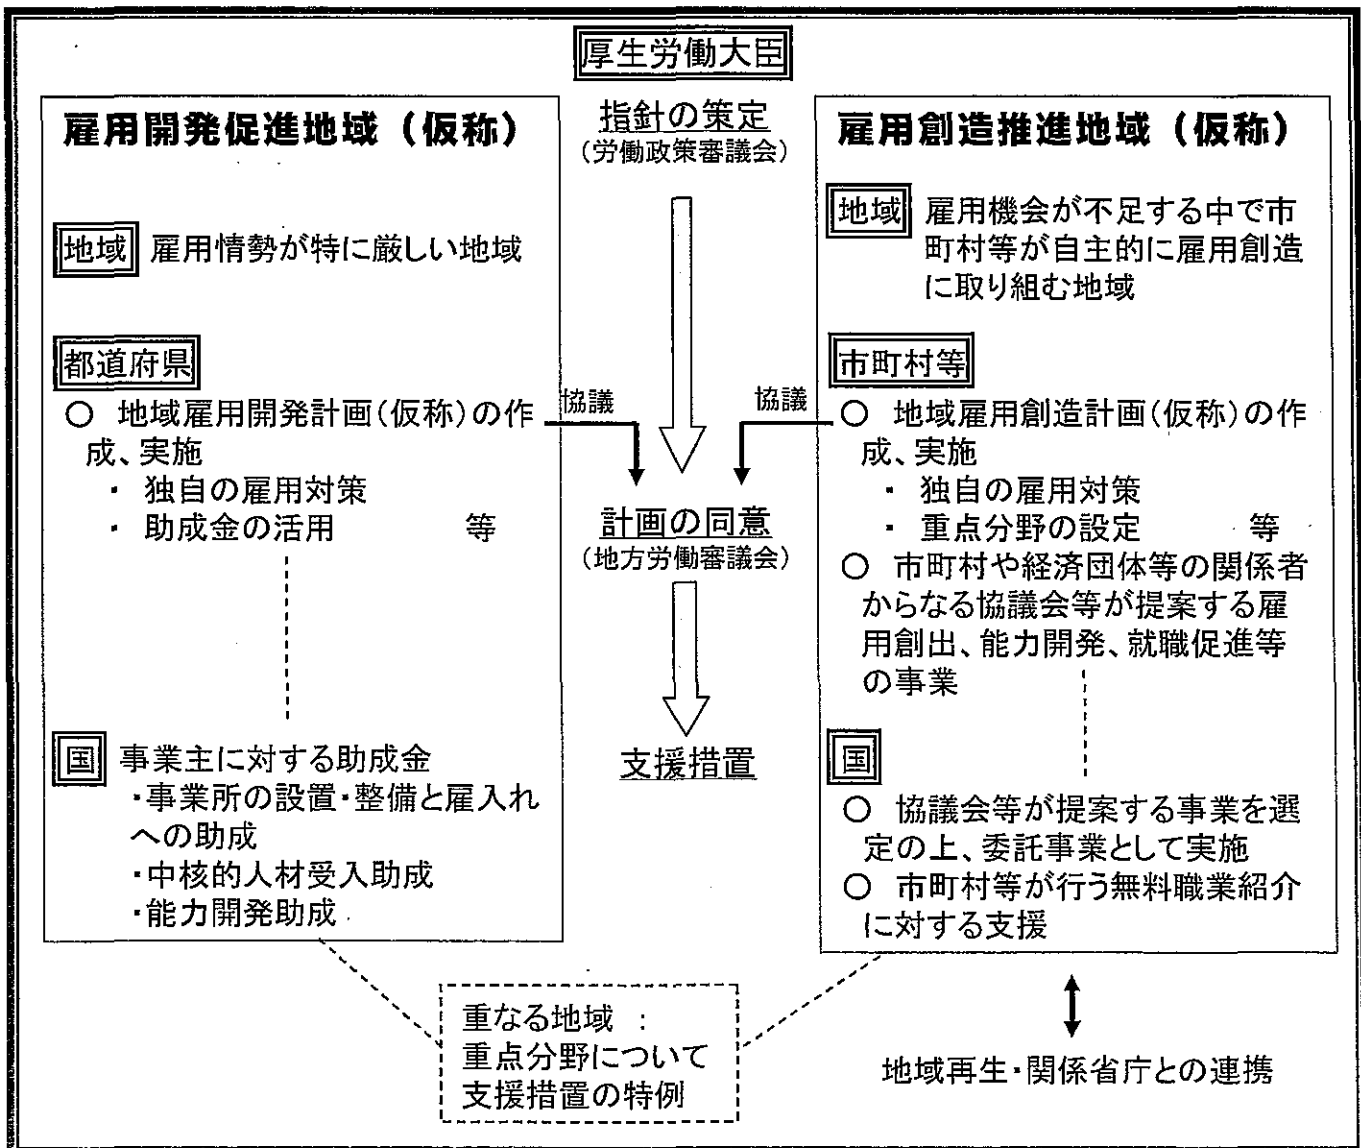 厚生労働大臣
指針の策定
(労働政策審議会)
雇用開発促進地域(仮称)
地域 雇用情勢が特に厳しい地域
都道府県
○ 地域雇用開発計画(仮称)の作
成、実施
・ 独自の雇用対策
・ 助成金の活用 等
協議
国 事業主に対する助成金
・事業所の設置・整備と雇入れ
への助成
・中核的人材受入助成
・能力開発助成
計画の同意
(地方労働審議会)
支援措置
雇用創造推進地域(仮称)
地域 雇用機会が不足する中で市
町村等が自主的に雇用創造
に取り組む地域
市町村等
協議
○ 地域雇用創造計画(仮称)の作
成、実施
・ 独自の雇用対策
・ 重点分野の設定 等
○ 市町村や経済団体等の関係者
からなる協議会等が提案する雇
用創出、能力開発、就職促進等
の事業
国
○ 協議会等が提案する事業を選
定の上、委託事業として実施
○ 市町村等が行う無料職業紹介
に対する支援
重なる地域 :
重点分野について
支援措置の特例
地域再生・関係省庁との連携